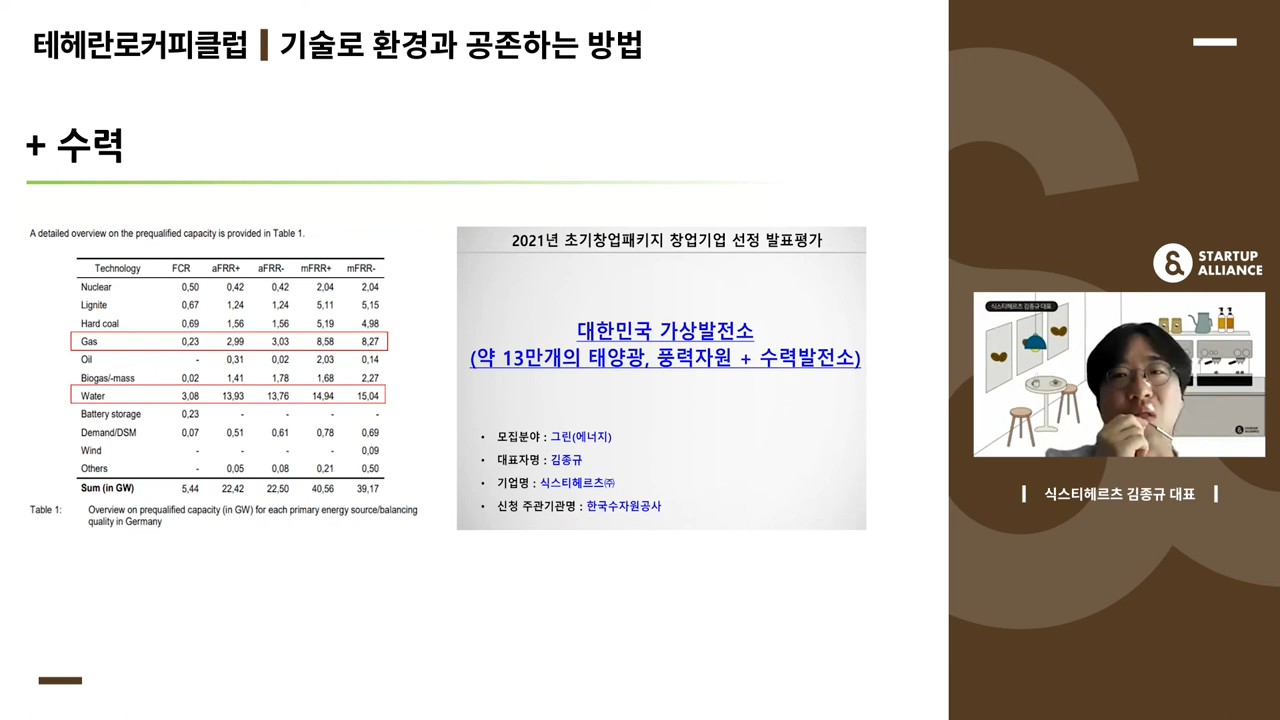 테헤란로커피클럽 | 기술로 환경과 공존하는 방법
+ 수력
A detailed overview on the prequalified capacity is provided in Table 1.
Technology FCR aFRR+ aFRR- mFRR+ mFRR-
Nuclear 0,50 0,42 0,42 2,04 2,04
Lignite 0,67 1,24 1,24 5,11 5,15
Hard coal 0,69 1,56 1,56 5,19 4,98
Gas 0,23 2,99 3,03 8,58 8,27
Oil - 0,31 0,02 2,03 0,14
Biogas/-mass 0,02 1,41 1,78 1,68 2,27
Water 3,08 13,93 13,76 14,94 15,04
Battery storage 0,23 - - - -
Demand/DSM 0,07 0,51 0,61 0,78 0,69
Wind - - - - 0,09
Others - 0,05 0,08 0,21 0,50
Sum (in GW) 5,44 22,42 22,50 40,56 39,17
Table 1: Overview on prequalified capacity (in GW) for each primary energy source/balancing
quality in Germany
2021년 초기창업패키지 창업기업 선정 발표평가
대한민국 가상발전소
(약 13만개의 태양광, 풍력자원 + 수력발전소)
• 모집분야 : 그린(에너지)
• 대표자명 : 김종규
• 기업명 : 식스티헤르츠㈜
• 신청 주관기관명 : 한국수자원공사
STARTUP
ALLIANCE
식스티헤르츠 김종규 대표
STARTUP
ALLIANCE
| 식스티헤르츠 김종규 대표 |